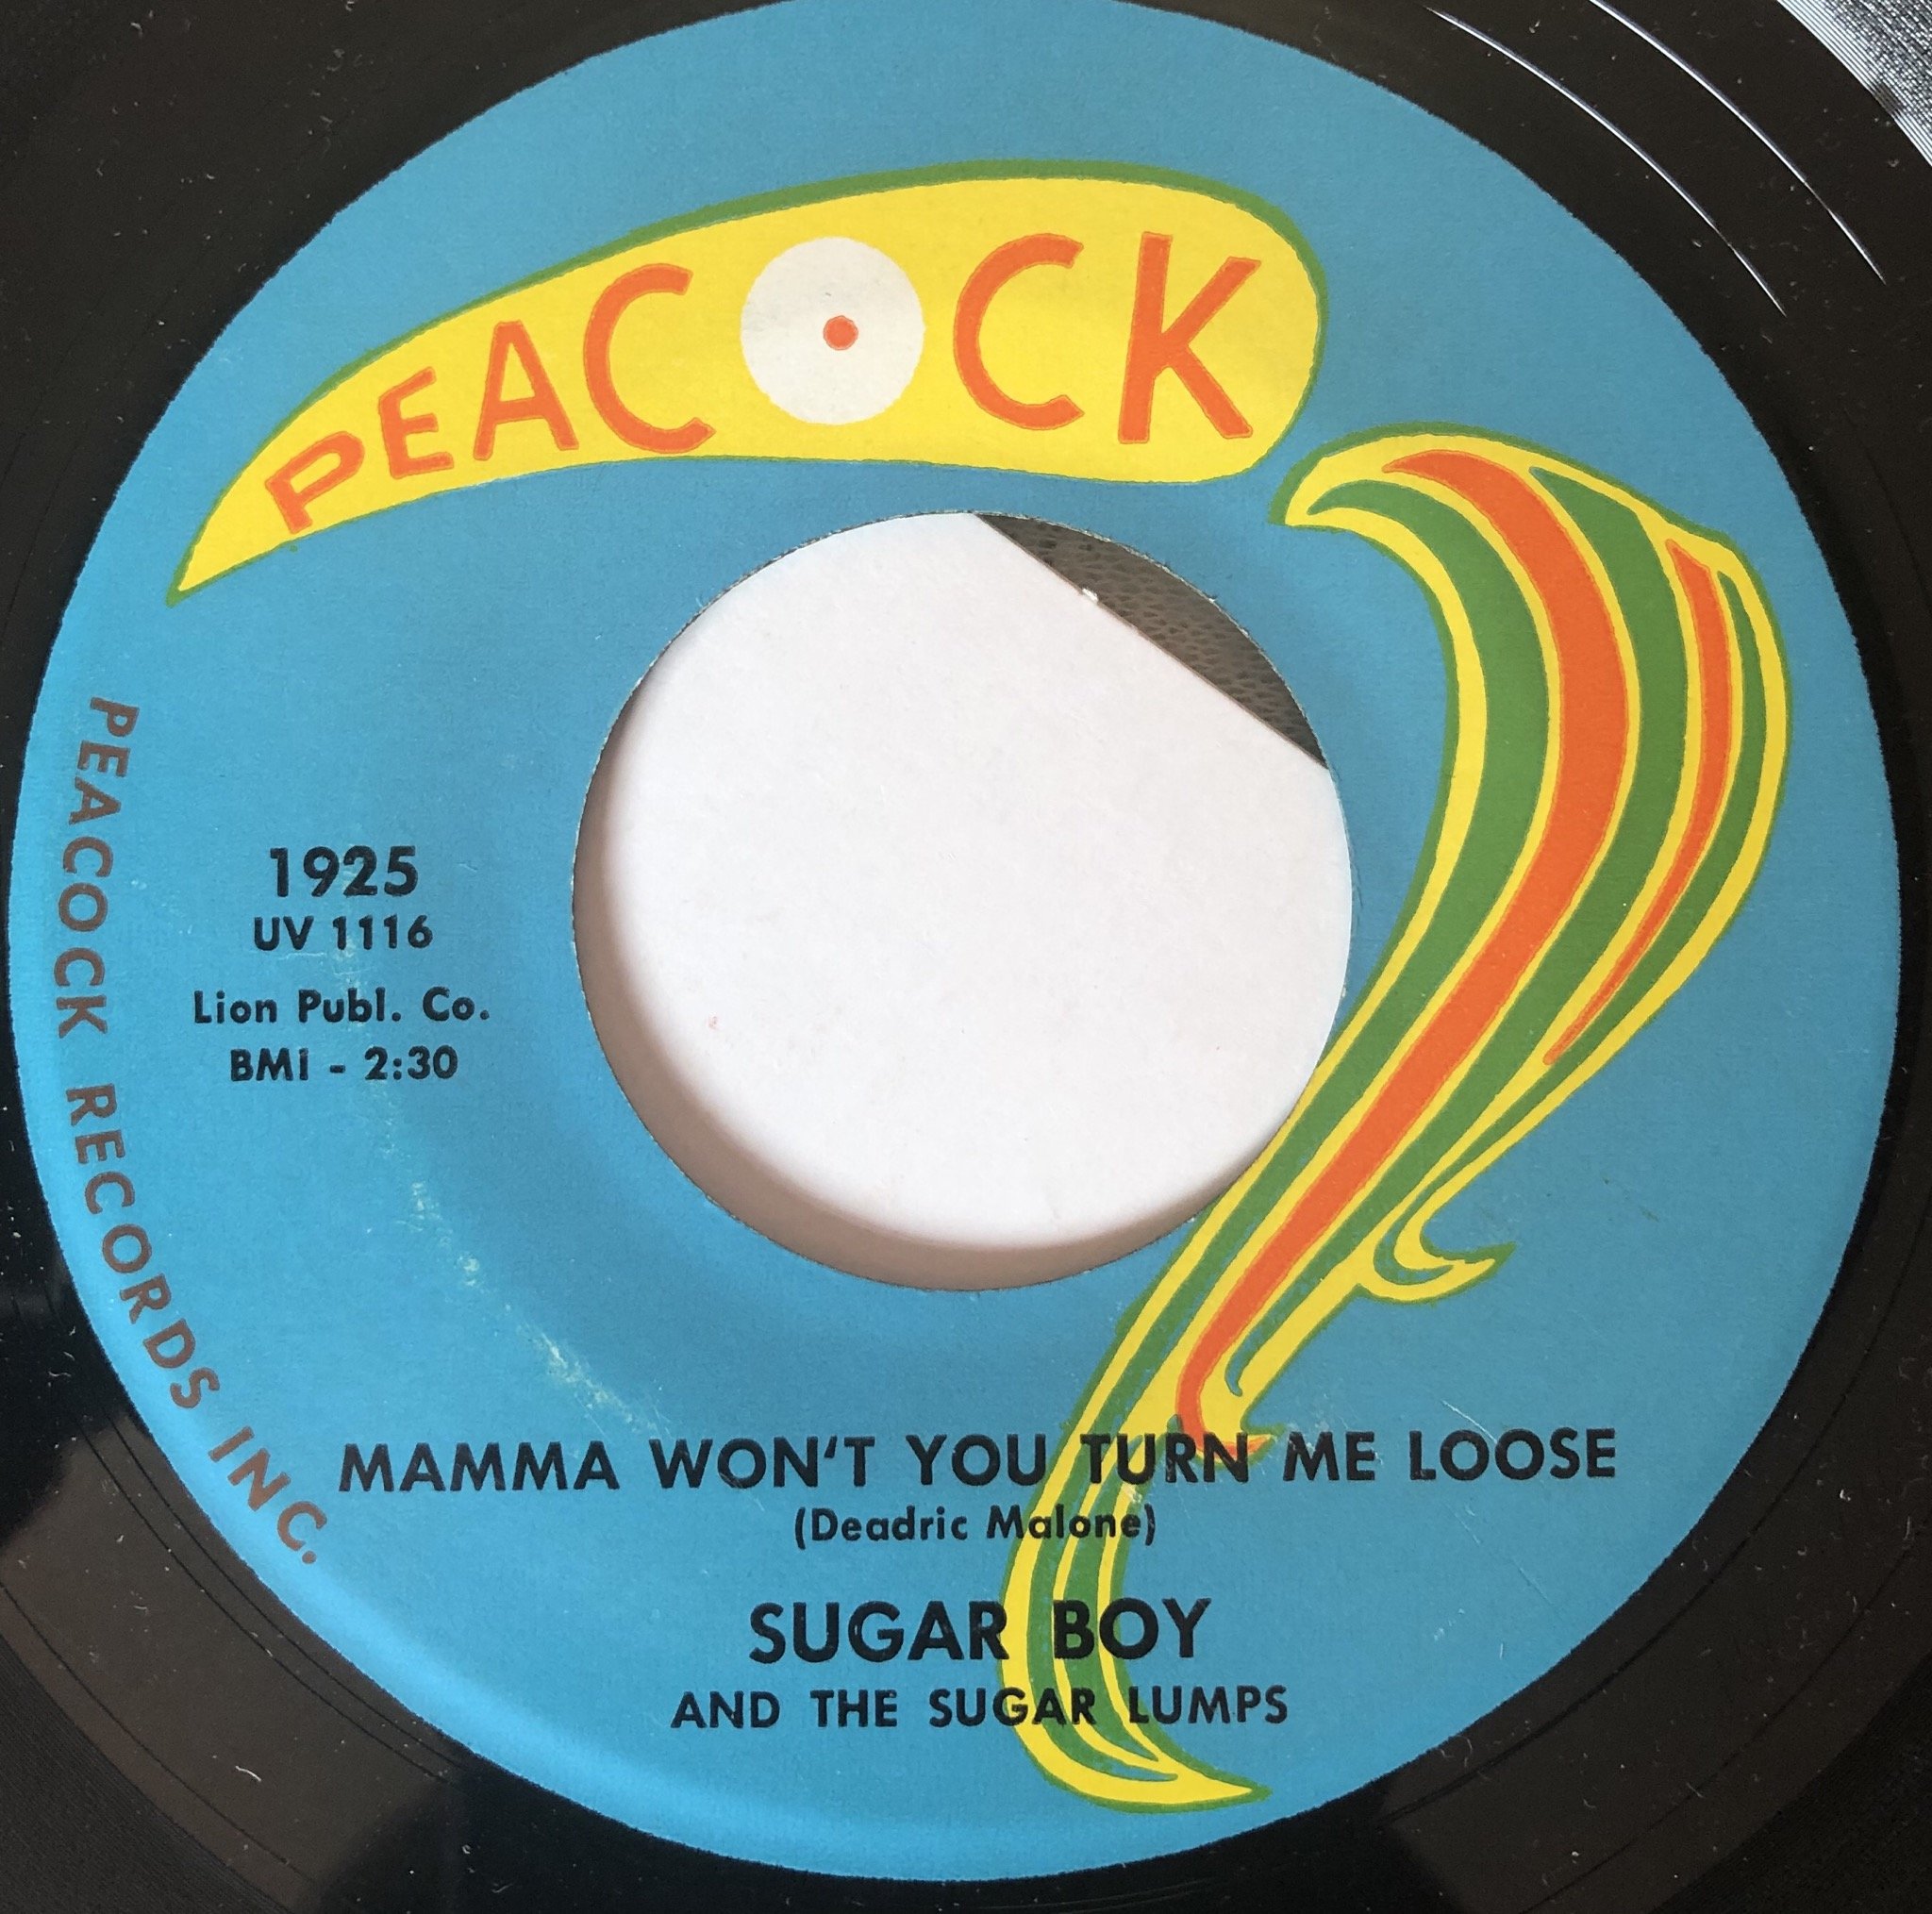 PEACOCK
PEACOCK RECORDS INC.
1925
UV 1116
Lion Publ. Co.
BMI - 2:30
MAMMA WON'T YOU TURN ME LOOSE
(Deadric Malone)
SUGAR BOY
AND THE SUGAR LUMPS